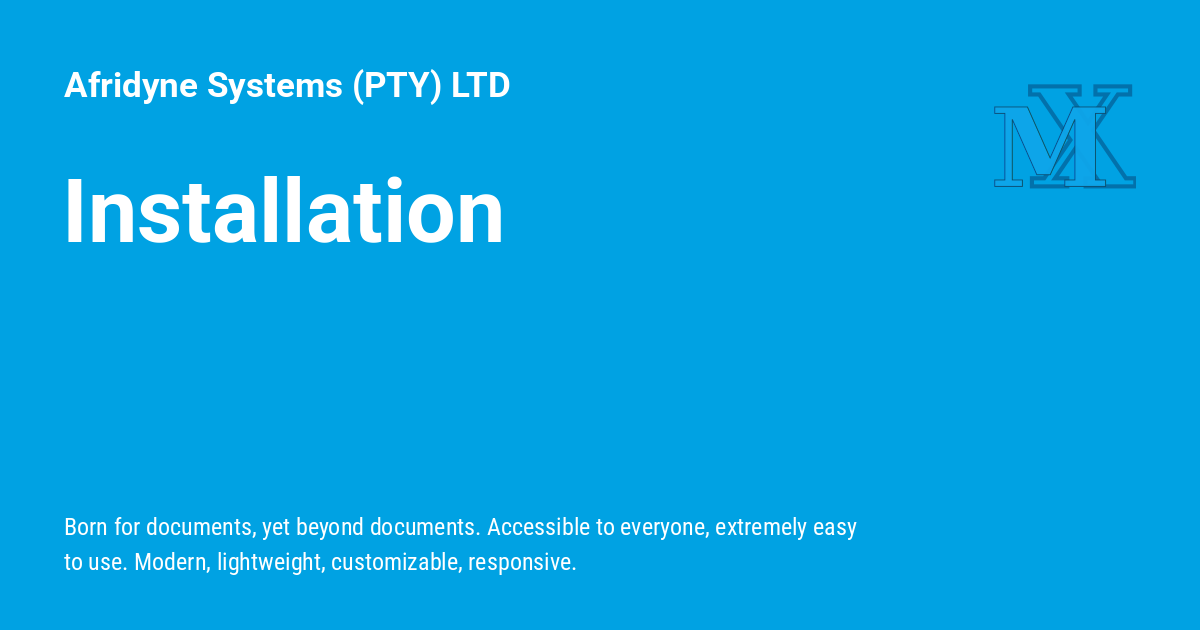 Afridyne Systems (PTY) LTD
MX
Installation
Born for documents, yet beyond documents. Accessible to everyone, extremely easy
to use. Modern, lightweight, customizable, responsive.